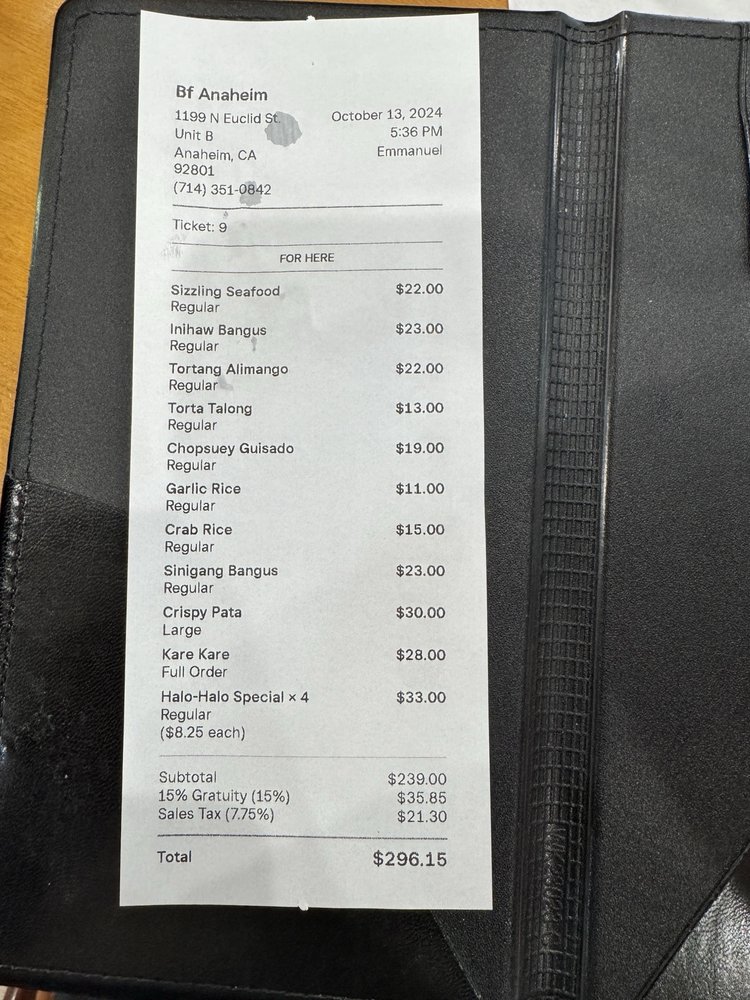 Bf Anaheim
1199 N Euclid St.
Unit B
Anaheim, CA
92801
(714) 351-0842
October 13, 2024
5:36 PM
Emmanuel
Ticket: 9
FOR HERE
Sizzling Seafood $22.00
Regular
Inihaw Bangus $23.00
Regular
Tortang Alimango $22.00
Regular
Torta Talong $13.00
Regular
Chopsuey Guisado $19.00
Regular
Garlic Rice $11.00
Regular
Crab Rice $15.00
Regular
Sinigang Bangus $23.00
Regular
Crispy Pata $30.00
Large
Kare Kare $28.00
Full Order
Halo-Halo Special × 4 $33.00
Regular
($8.25 each)
Subtotal $239.00
15% Gratuity (15%) $35.85
Sales Tax (7.75%) $21.30
Total $296.15